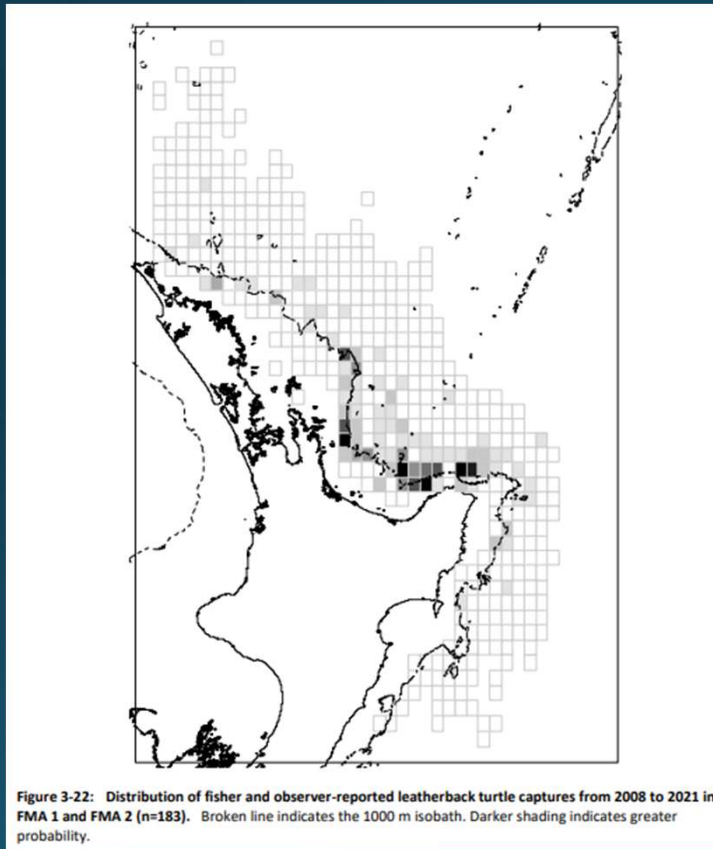 Figure 3-22: Distribution of fisher and observer-reported leatherback turtle captures from 2008 to 2021 in
FMA 1 and FMA 2 (n=183). Broken line indicates the 1000 m isobath. Darker shading indicates greater
probability.